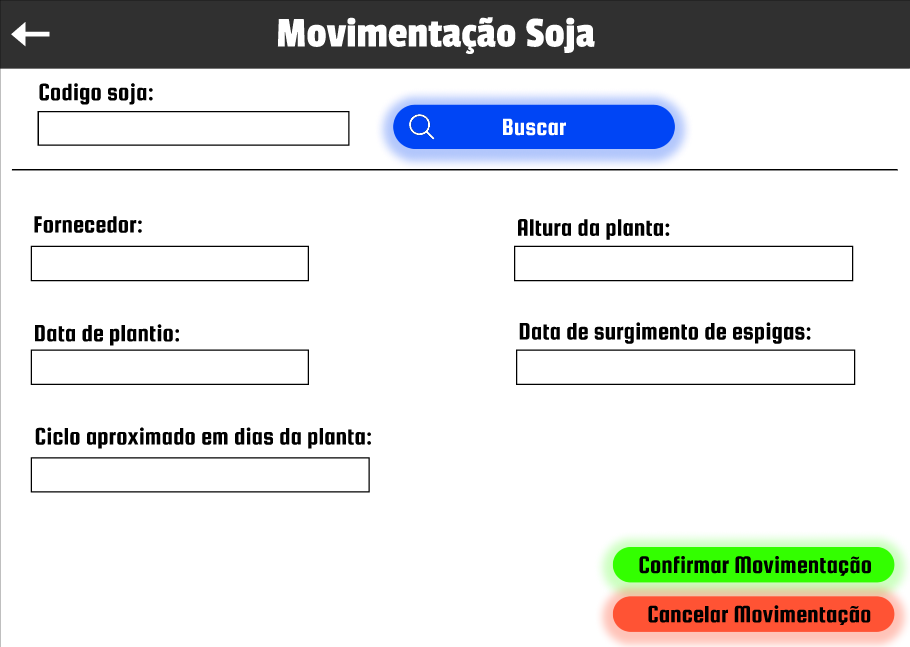 Movimentação Soja
Codigo soja:
Buscar
Fornecedor:
Altura da planta:
Data de plantio:
Data de surgimento de espigas:
Ciclo aproximado em dias da planta:
Confirmar Movimentação
Cancelar Movimentação